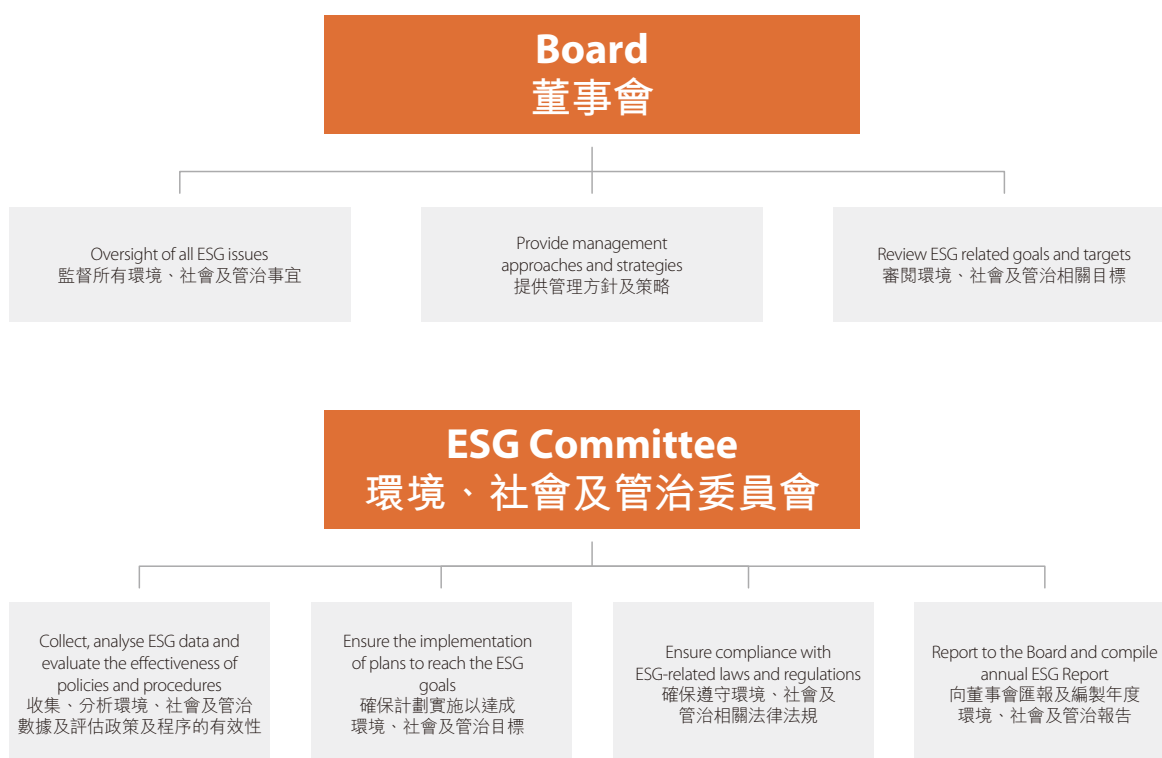 Board
董事會
Oversight of all ESG issues
監督所有環境、社會及管治事宜
Provide management
approaches and strategies
提供管理方針及策略
Review ESG related goals and targets
審閱環境、社會及管治相關目標
ESG Committee
環境、社會及管治委員會
Collect, analyse ESG data and
evaluate the effectiveness of
policies and procedures
收集、分析環境、社會及管治
數據及評估政策及程序的有效性
Ensure the implementation
of plans to reach the ESG
goals
確保計劃實施以達成
環境、社會及管治目標
Ensure compliance with
ESG-related laws and regulations
確保遵守環境、社會及
管治相關法律法規
Report to the Board and compile
annual ESG Report
向董事會匯報及編製年度
環境、社會及管治報告